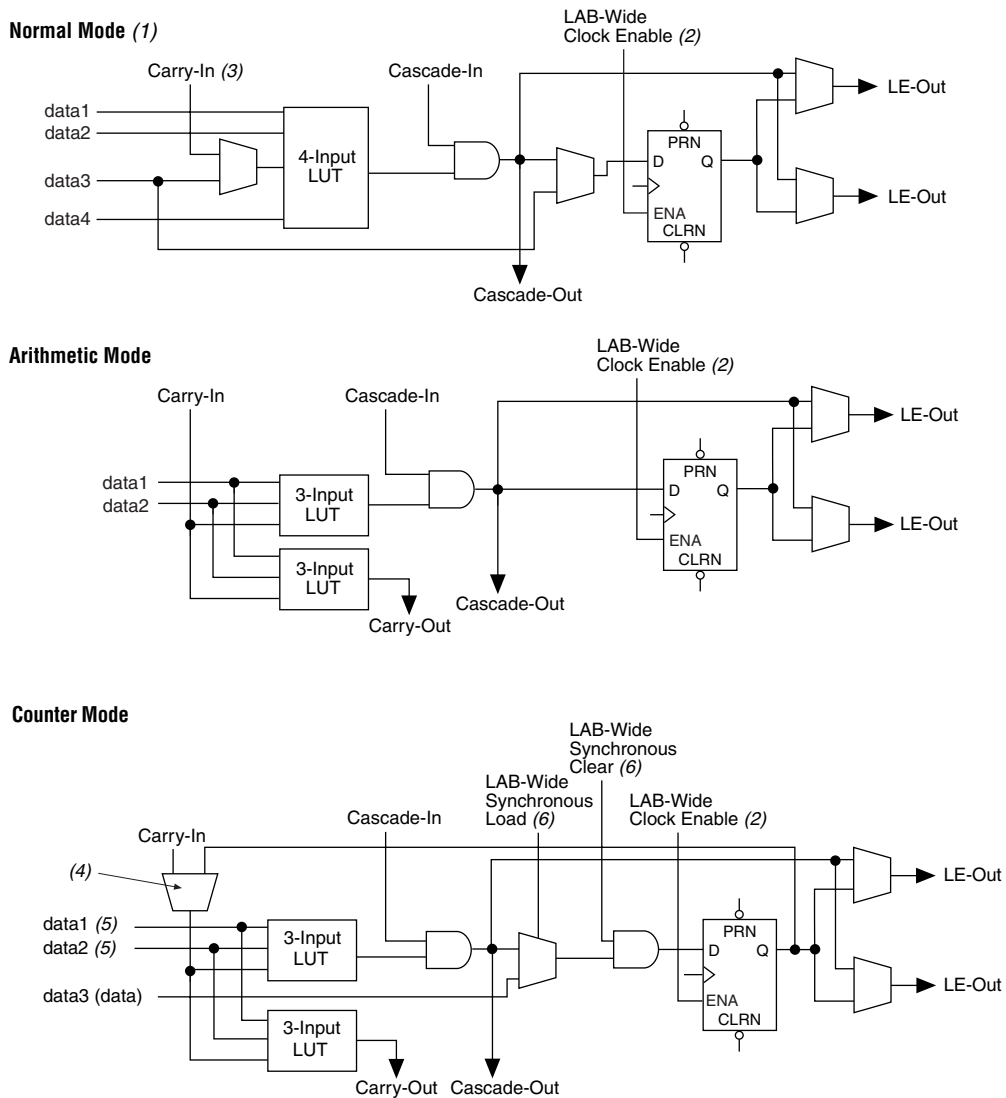 Normal Mode (1)
LAB-Wide
Clock Enable (2)
Carry-In (3)
Cascade-In
LE-Out
data1
data2
4-Input
LUT
PRN
D Q
data3
LE-Out
data4
ENA
CLRN
Cascade-Out
Arithmetic Mode
LAB-Wide
Clock Enable (2)
Carry-In
Cascade-In
LE-Out
PRN
data1
data2
3-Input
LUT
D Q
LE-Out
ENA
CLRN
3-Input
LUT
Cascade-Out
Carry-Out
Counter Mode
LAB-Wide
Synchronous
Clear (6)
LAB-Wide
Synchronous
Load (6)
LAB-Wide
Clock Enable (2)
Cascade-In
Carry-In
(4)
LE-Out
data1 (5)
data2 (5)
3-Input
LUT
PRN
D Q
LE-Out
data3 (data)
ENA
CLRN
3-Input
LUT
Carry-Out
Cascade-Out